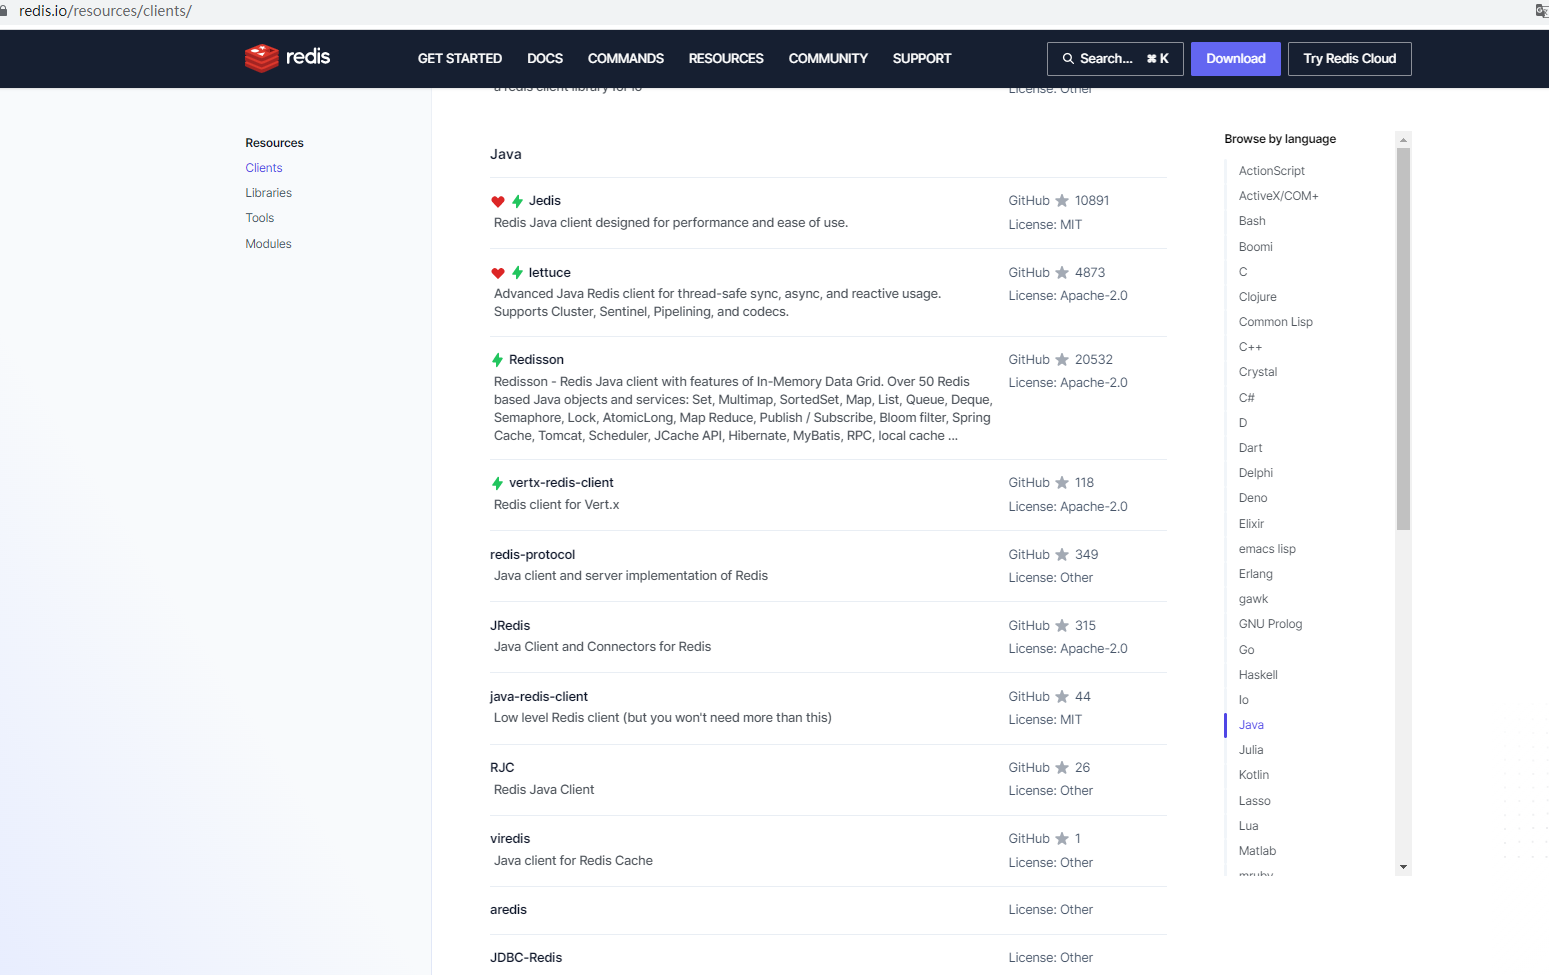 redis.io/resources/clients/
redis
GET STARTED
DOCS
COMMANDS
RESOURCES
COMMUNITY
SUPPORT
Search... ⌘ K
Download
Try Redis Cloud
Resources
Clients
Libraries
Tools
Modules
a redis client library for io
License: Other
Java
Jedis
GitHub ★ 10891
Redis Java client designed for performance and ease of use.
License: MIT
lettuce
GitHub ★ 4873
Advanced Java Redis client for thread-safe sync, async, and reactive usage.
Supports Cluster, Sentinel, Pipelining, and codecs.
License: Apache-2.0
Redisson
GitHub ★ 20532
Redisson - Redis Java client with features of In-Memory Data Grid. Over 50 Redis
based Java objects and services: Set, Multimap, SortedSet, Map, List, Queue, Deque,
Semaphore, Lock, AtomicLong, Map Reduce, Publish / Subscribe, Bloom filter, Spring
Cache, Tomcat, Scheduler, JCache API, Hibernate, MyBatis, RPC, local cache ...
License: Apache-2.0
vertx-redis-client
GitHub ★ 118
Redis client for Vert.x
License: Apache-2.0
redis-protocol
GitHub ★ 349
Java client and server implementation of Redis
License: Other
JRedis
GitHub ★ 315
Java Client and Connectors for Redis
License: Apache-2.0
java-redis-client
GitHub ★ 44
Low level Redis client (but you won't need more than this)
License: MIT
RJC
GitHub ★ 26
Redis Java Client
License: Other
viredis
GitHub ★ 1
Java client for Redis Cache
License: Other
aredis
License: Other
JDBC-Redis
License: Other
Browse by language
ActionScript
ActiveX/COM+
Bash
Boomi
C
Clojure
Common Lisp
C++
Crystal
C#
D
Dart
Delphi
Deno
Elixir
emacs lisp
Erlang
gawk
GNU Prolog
Go
Haskell
Io
Java
Julia
Kotlin
Lasso
Lua
Matlab
mruby